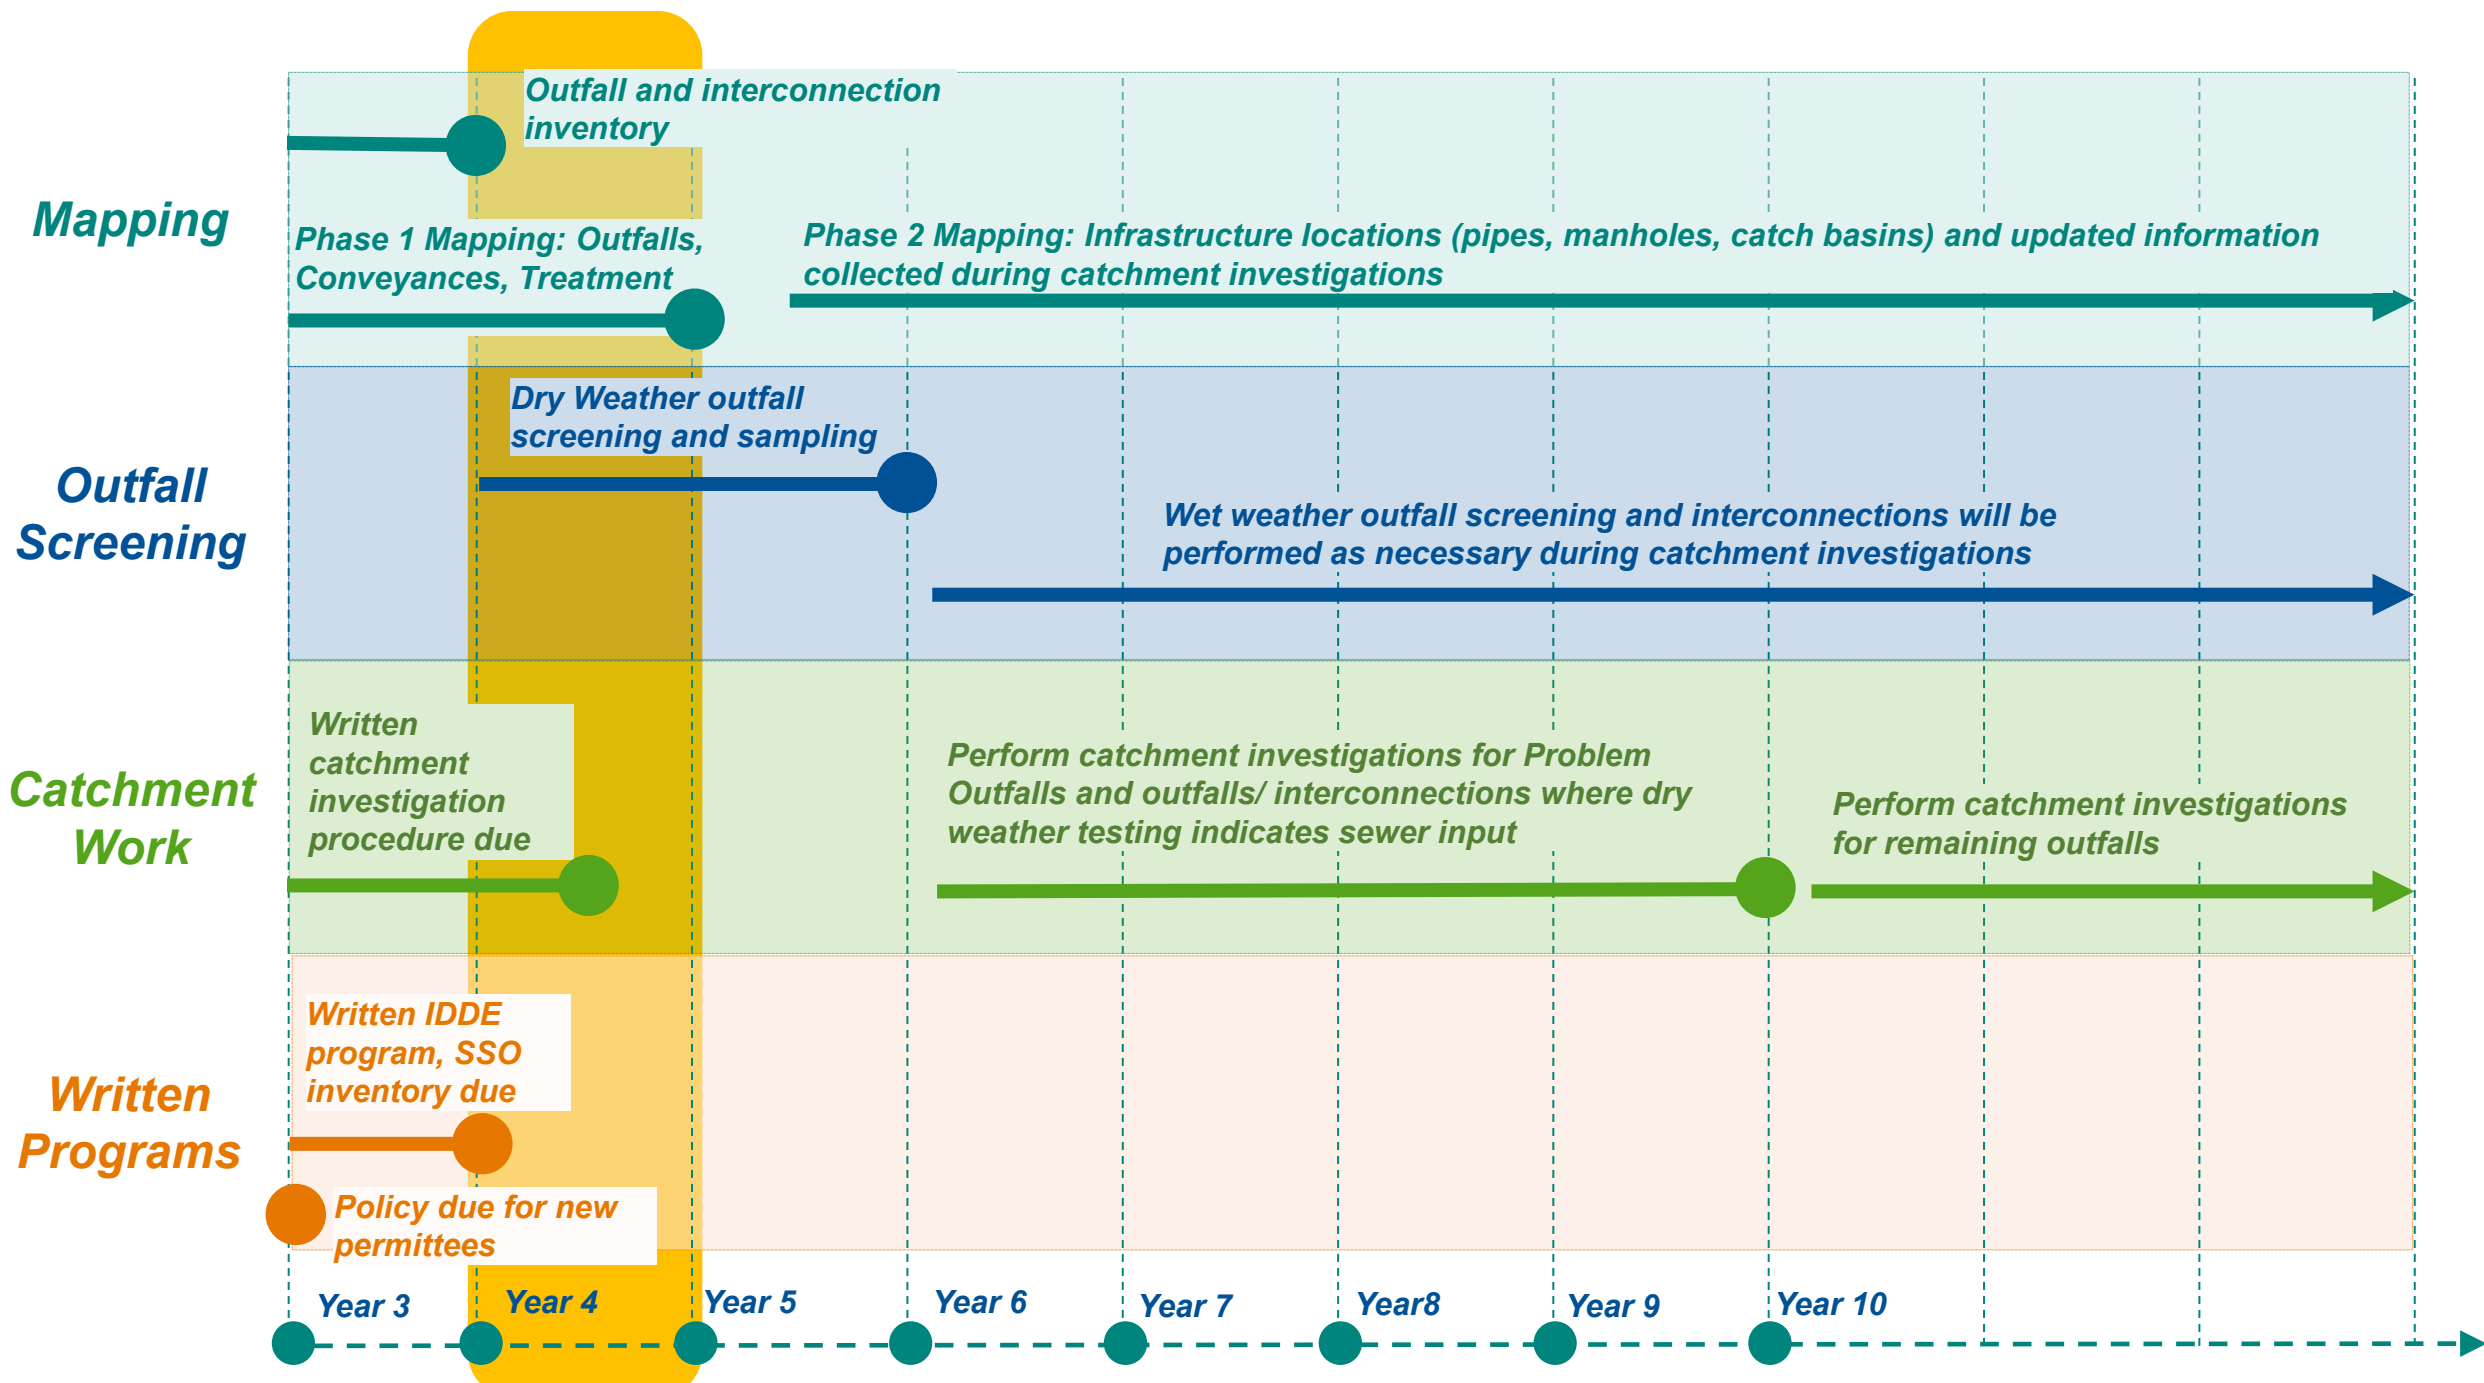 Mapping
Outfall and interconnection
inventory
Phase 1 Mapping: Outfalls,
Conveyances, Treatment
Phase 2 Mapping: Infrastructure locations (pipes, manholes, catch basins) and updated information
collected during catchment investigations
Outfall
Screening
Dry Weather outfall
screening and sampling
Wet weather outfall screening and interconnections will be
performed as necessary during catchment investigations
Catchment
Work
Written
catchment
investigation
procedure due
Perform catchment investigations for Problem
Outfalls and outfalls/ interconnections where dry
weather testing indicates sewer input
Perform catchment investigations
for remaining outfalls
Written
Programs
Written IDDE
program, SSO
inventory due
Policy due for new
permittees
Year 3
Year 4
Year 5
Year 6
Year 7
Year8
Year 9
Year 10